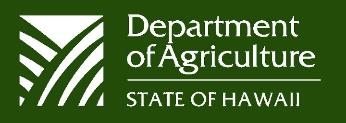 Department
of Agriculture
STATE OF HAWAII